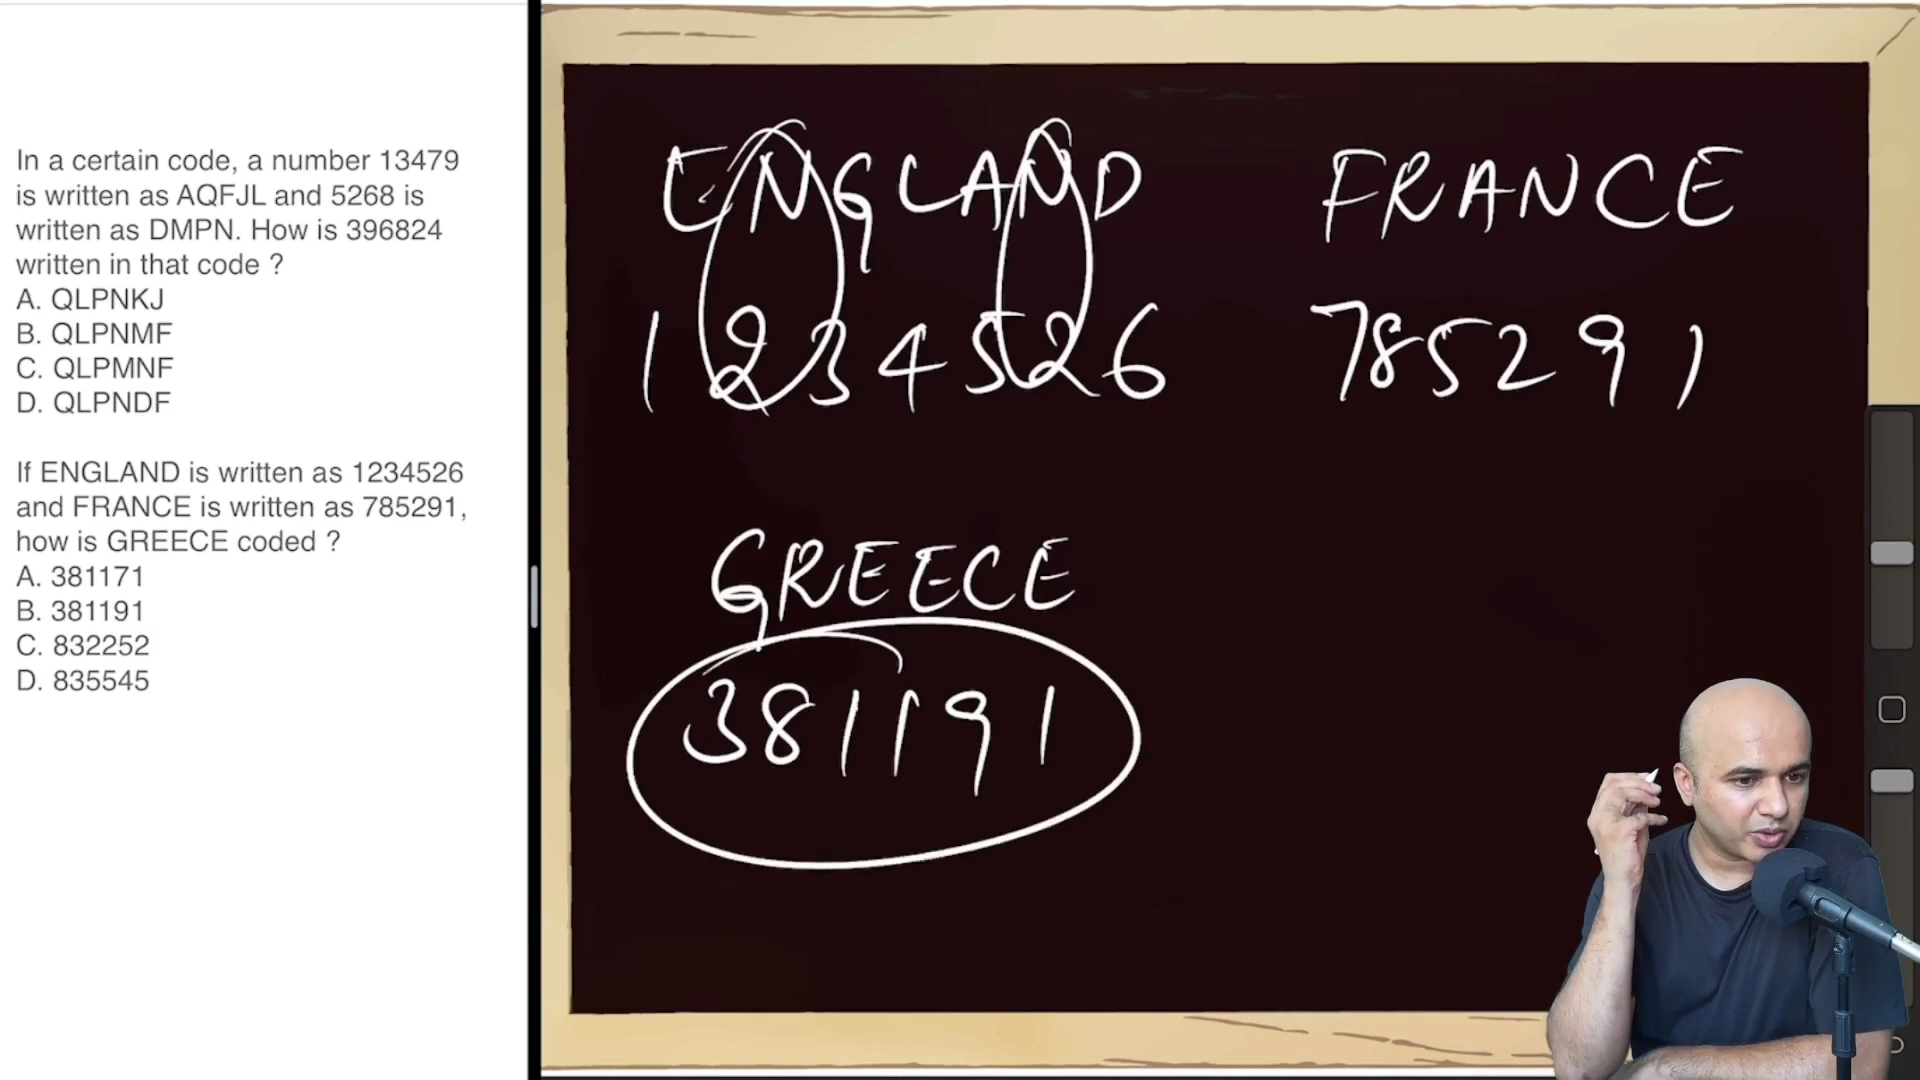 In a certain code, a number 13479
is written as AQFJL and 5268 is
written as DMPN. How is 396824
written in that code ?
A. QLPNKJ
B. QLPNMF
C. QLPMNF
D. QLPNDF
If ENGLAND is written as 1234526
and FRANCE is written as 785291,
how is GREECE coded ?
A. 381171
B. 381191
C. 832252
D. 835545
ENGLAND FRANCE
1234526 785291
GREECE
381191